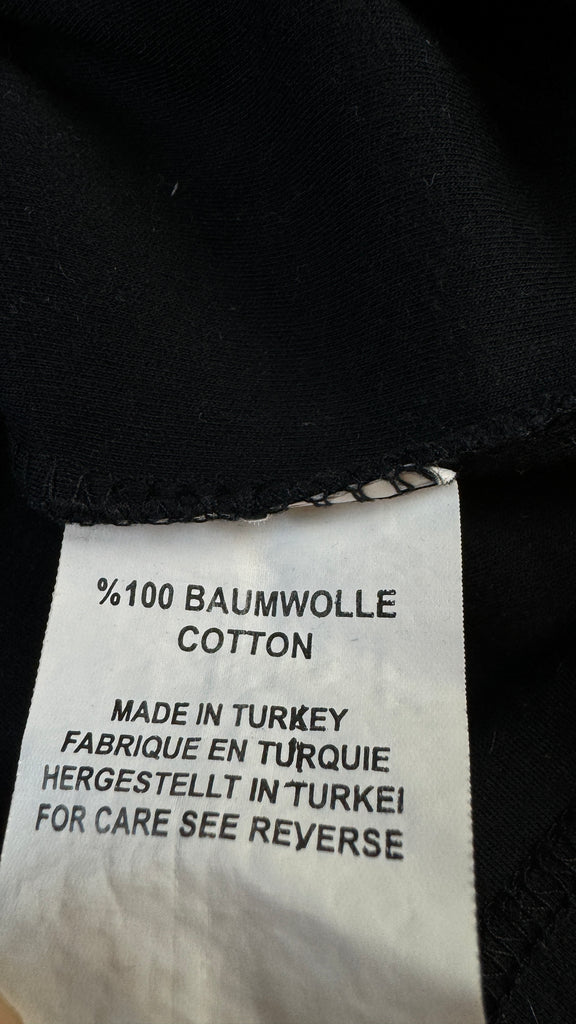 %100 BAUMWOLLE
COTTON
MADE IN TURKEY
FABRIQUE EN TURQUIE
HERGESTELLT IN TURKEI
FOR CARE SEE REVERSE